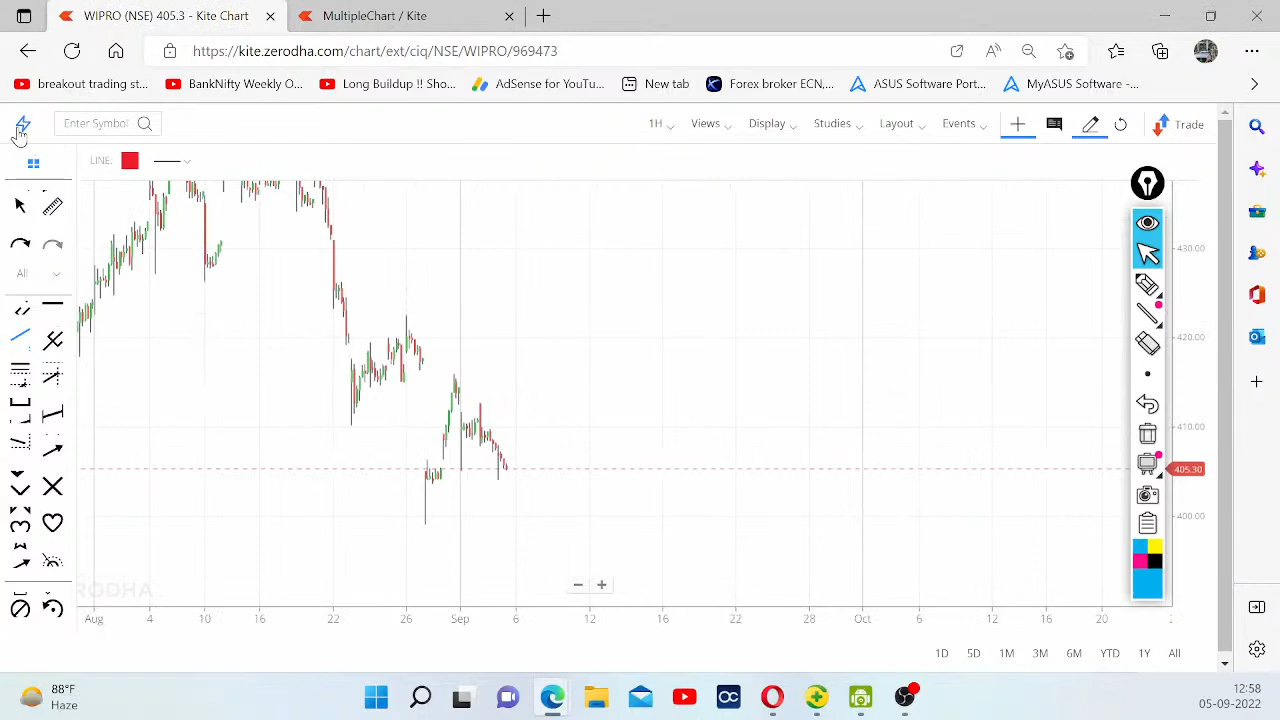 WIPRO (NSE) 405.3 - Kite Chart
MultipleChart / Kite
https://kite.zerodha.com/chart/ext/ciq/NSE/WIPRO/969473
breakout trading st...
BankNifty Weekly O...
Long Buildup !! Sho...
AdSense for YouTu...
New tab
Forex broker ECN,...
ASUS Software Port...
MyASUS Software -...
Enter Symbol
1H
Views
Display
Studies
Layout
Events
Trade
LINE:
All
430.00
420.00
410.00
405.30
400.00
RODHA
Aug 4 10 16 22 26 Sep 6 12 16 22 28 Oct 6 12 16 20
1D 5D 1M 3M 6M YTD 1Y All
88°F
Haze
12:58
05-09-2022